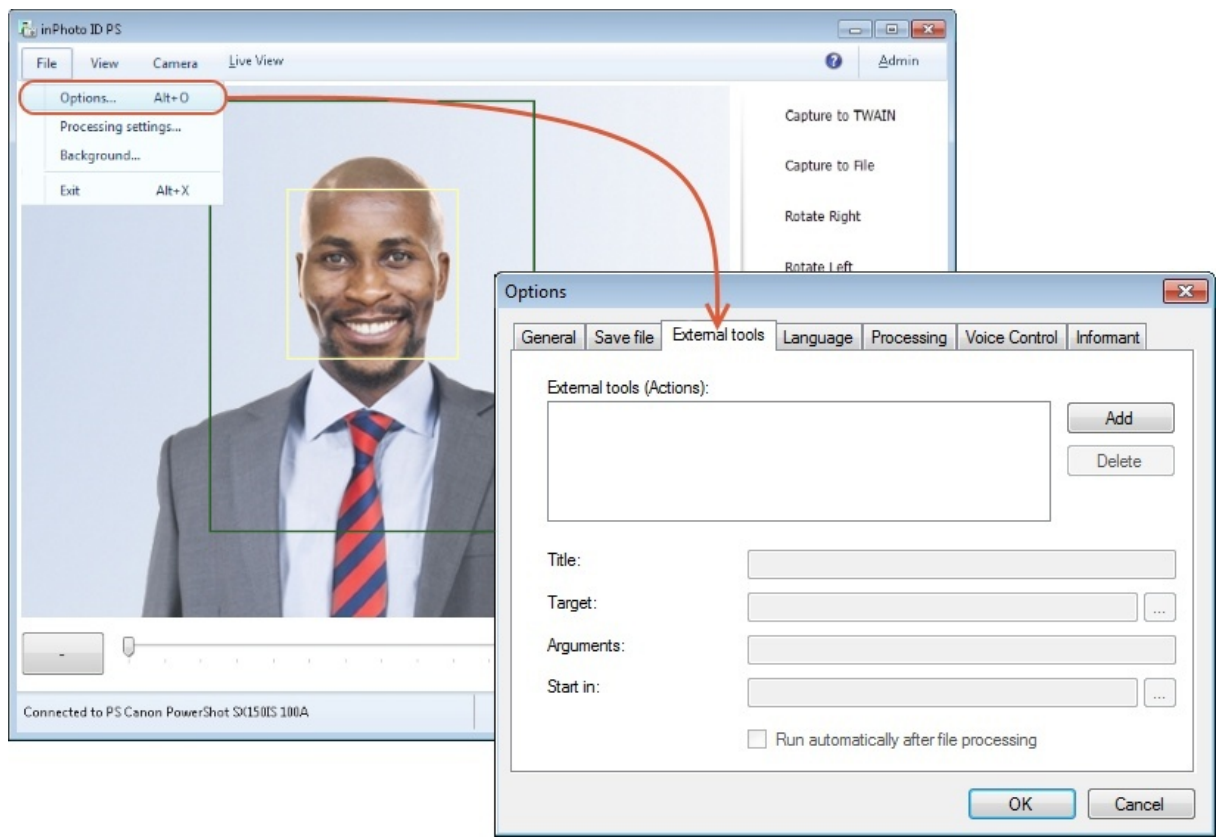 inPhoto ID PS
File View Camera Live View ? Admin
Options... Alt+O
Processing settings...
Background...
Exit Alt+X
Capture to TWAIN
Capture to File
Rotate Right
Rotate Left
-
Connected to PS Canon PowerShot SX150IS 100A
Options
General Save file External tools Language Processing Voice Control Informant
External tools (Actions):
Add
Delete
Title:
Target:
...
Arguments:
Start in:
...
Run automatically after file processing
OK Cancel